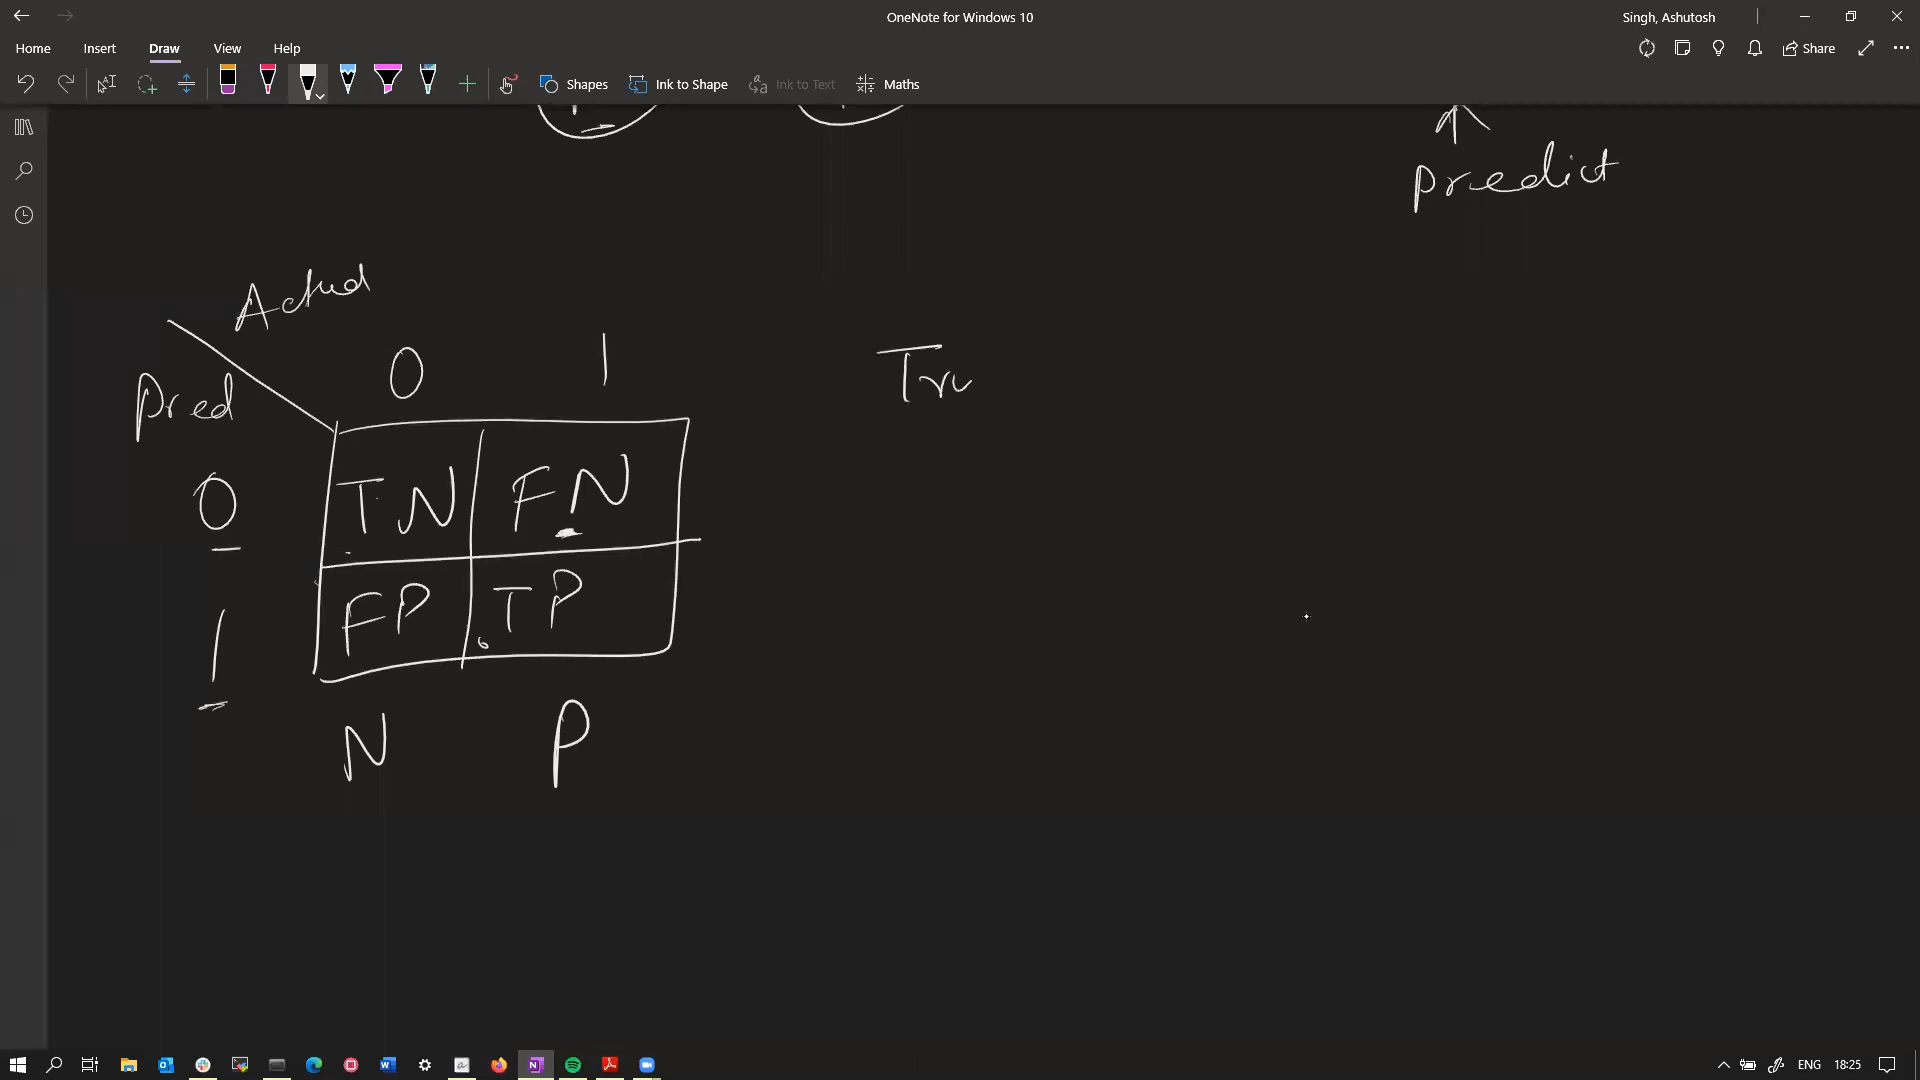 OneNote for Windows 10
Singh, Ashutosh
Home Insert Draw View Help
Share
Shapes Ink to Shape Ink to Text Maths
predict
Actual
Pred
0 1
Tru
0 TN FN
1 FP TP
N P
ENG 18:25